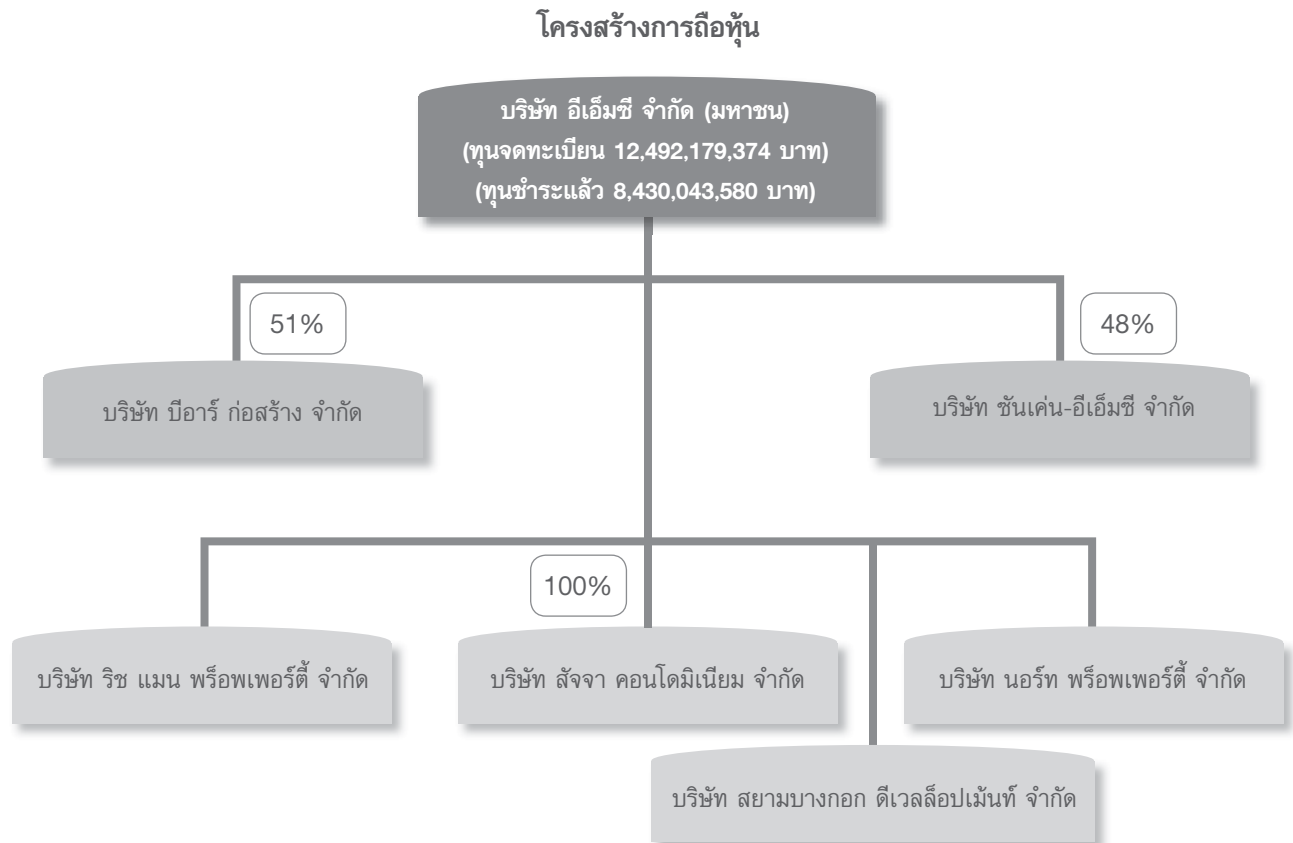 โครงสร้างการถือหุ้น
บริษัท อีเอ็มซี จำกัด (มหาชน)
(ทุนจดทะเบียน 12,492,179,374 บาท)
(ทุนชำระแล้ว 8,430,043,580 บาท)
51%
48%
บริษัท บีอาร์ ก่อสร้าง จำกัด
บริษัท ซันเค่น-อีเอ็มซี จำกัด
100%
บริษัท ริช แมน พร็อพเพอร์ตี้ จำกัด
บริษัท สัจจา คอนโดมิเนียม จำกัด
บริษัท นอร์ท พร็อพเพอร์ตี้ จำกัด
บริษัท สยามบางกอก ดีเวลล็อปเม้นท์ จำกัด